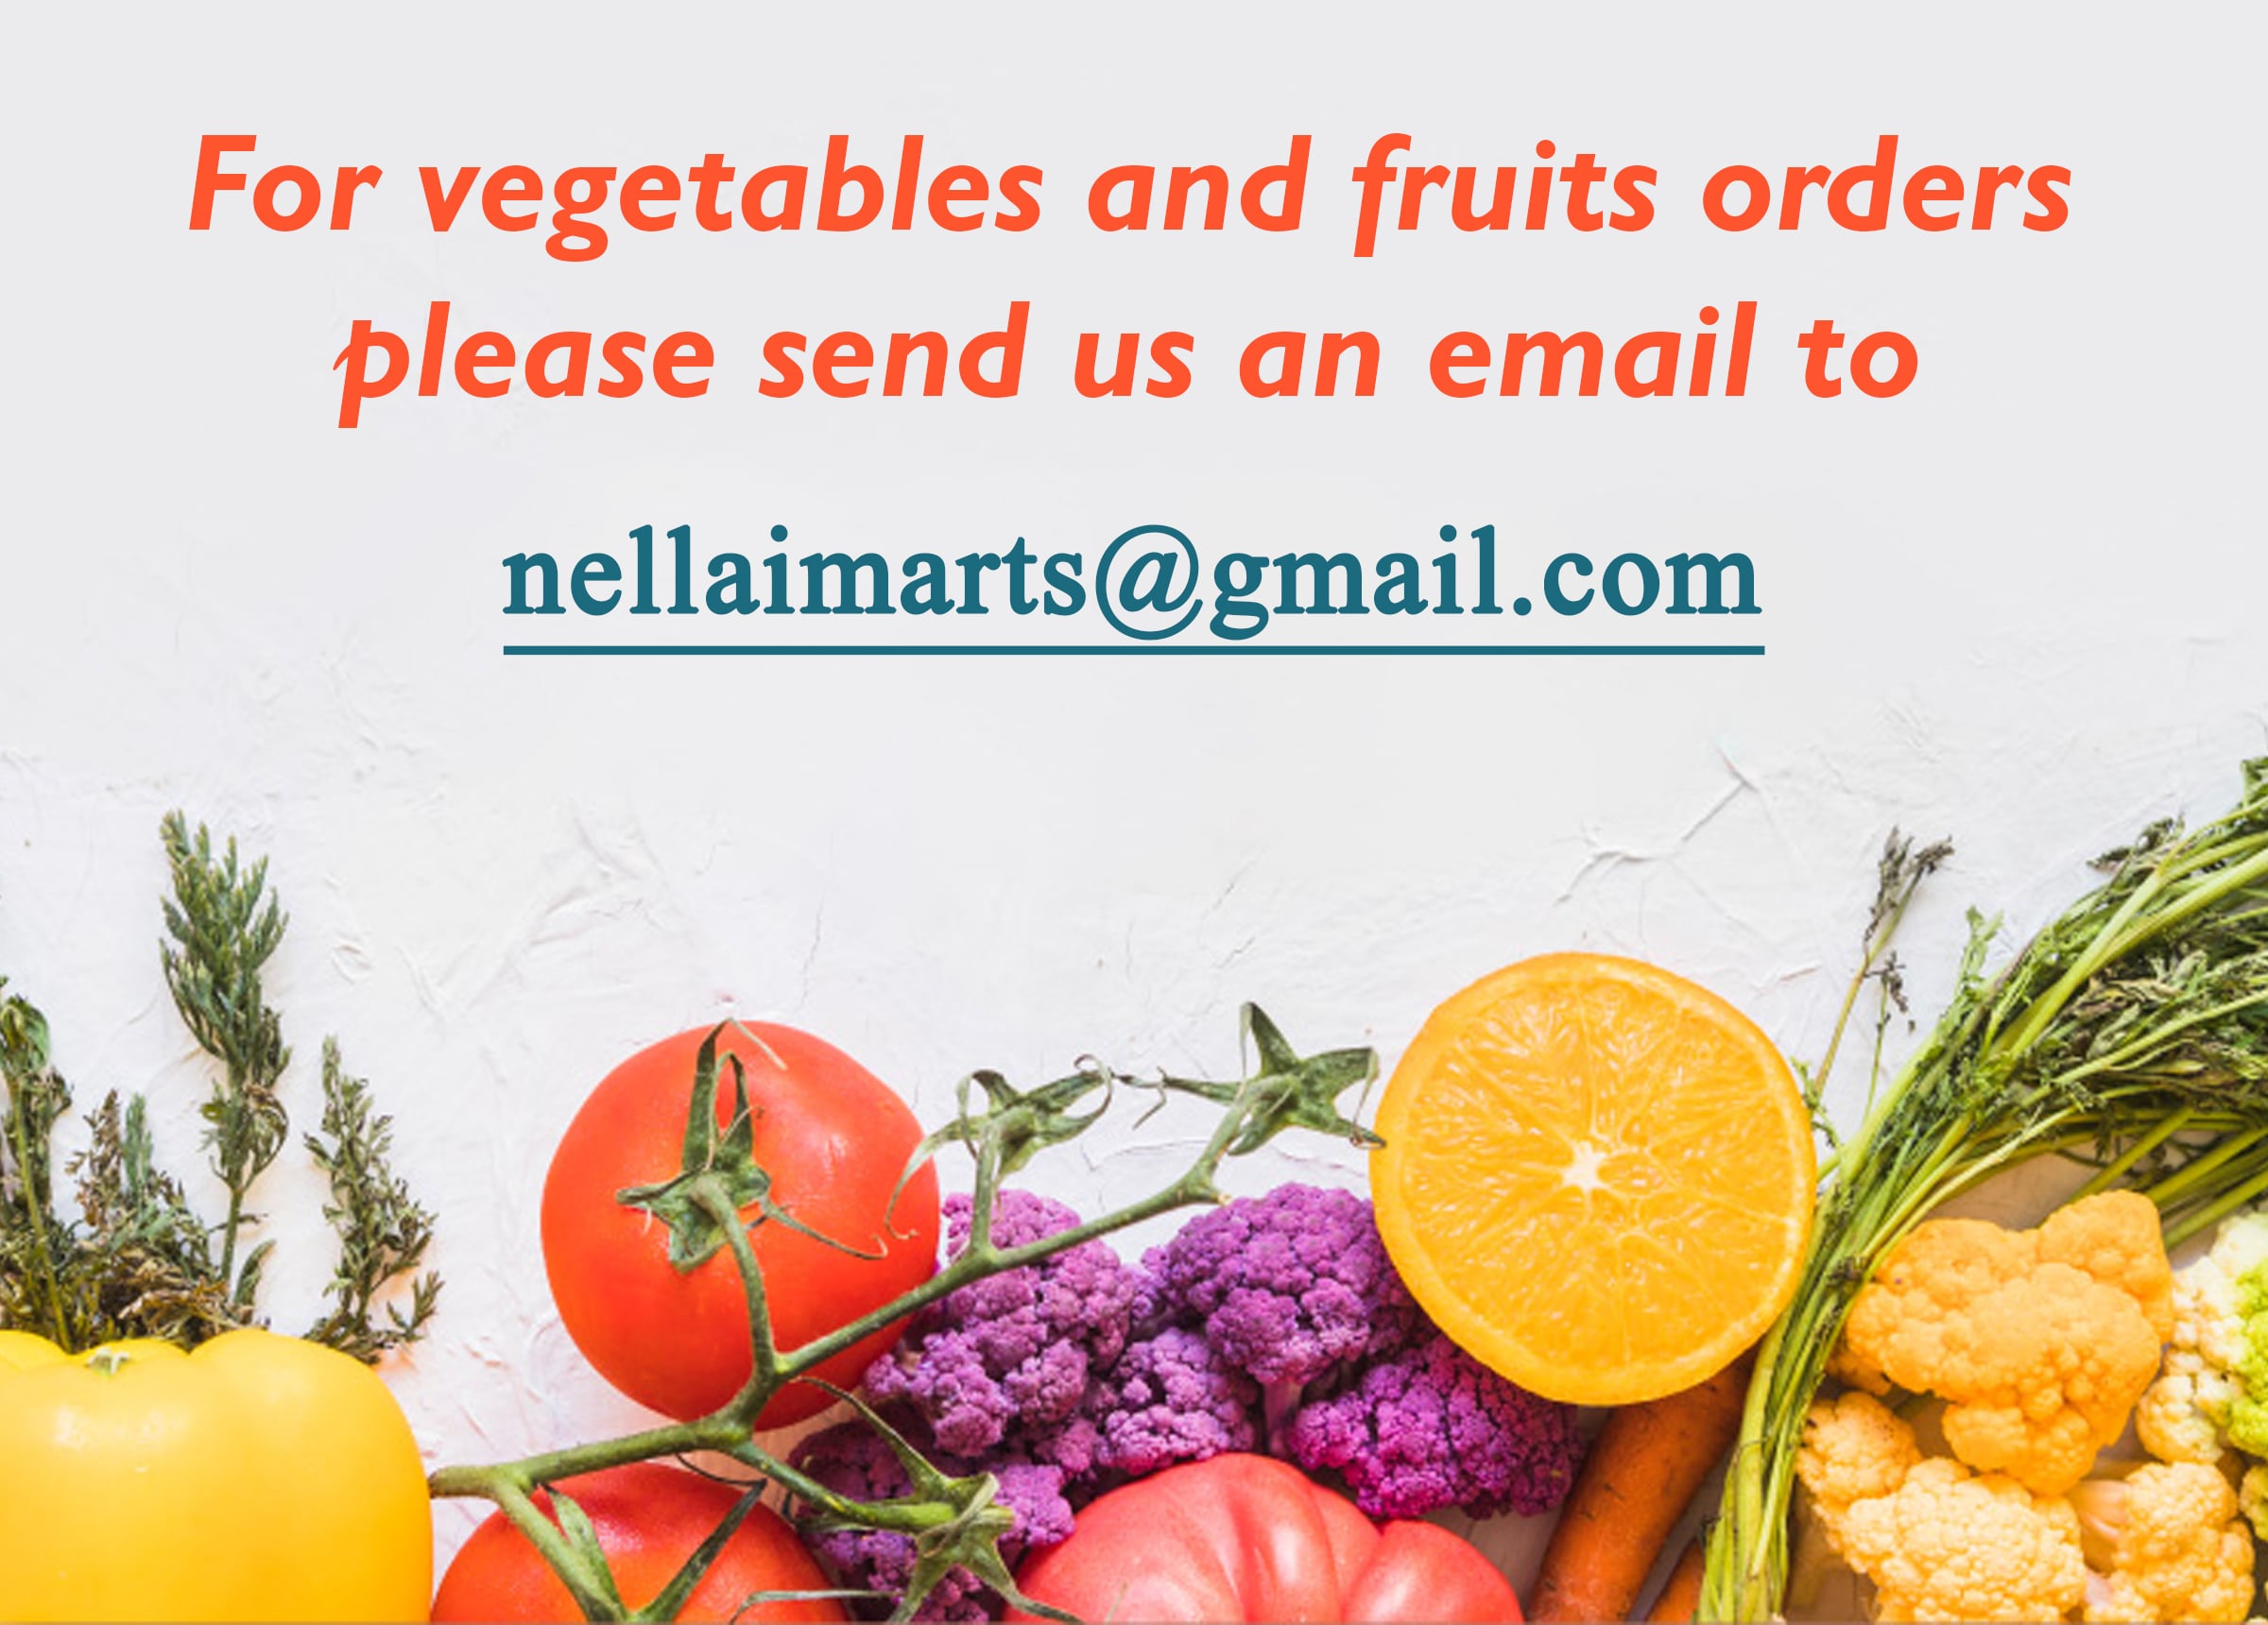 For vegetables and fruits orders
please send us an email to
nellaimarts@gmail.com